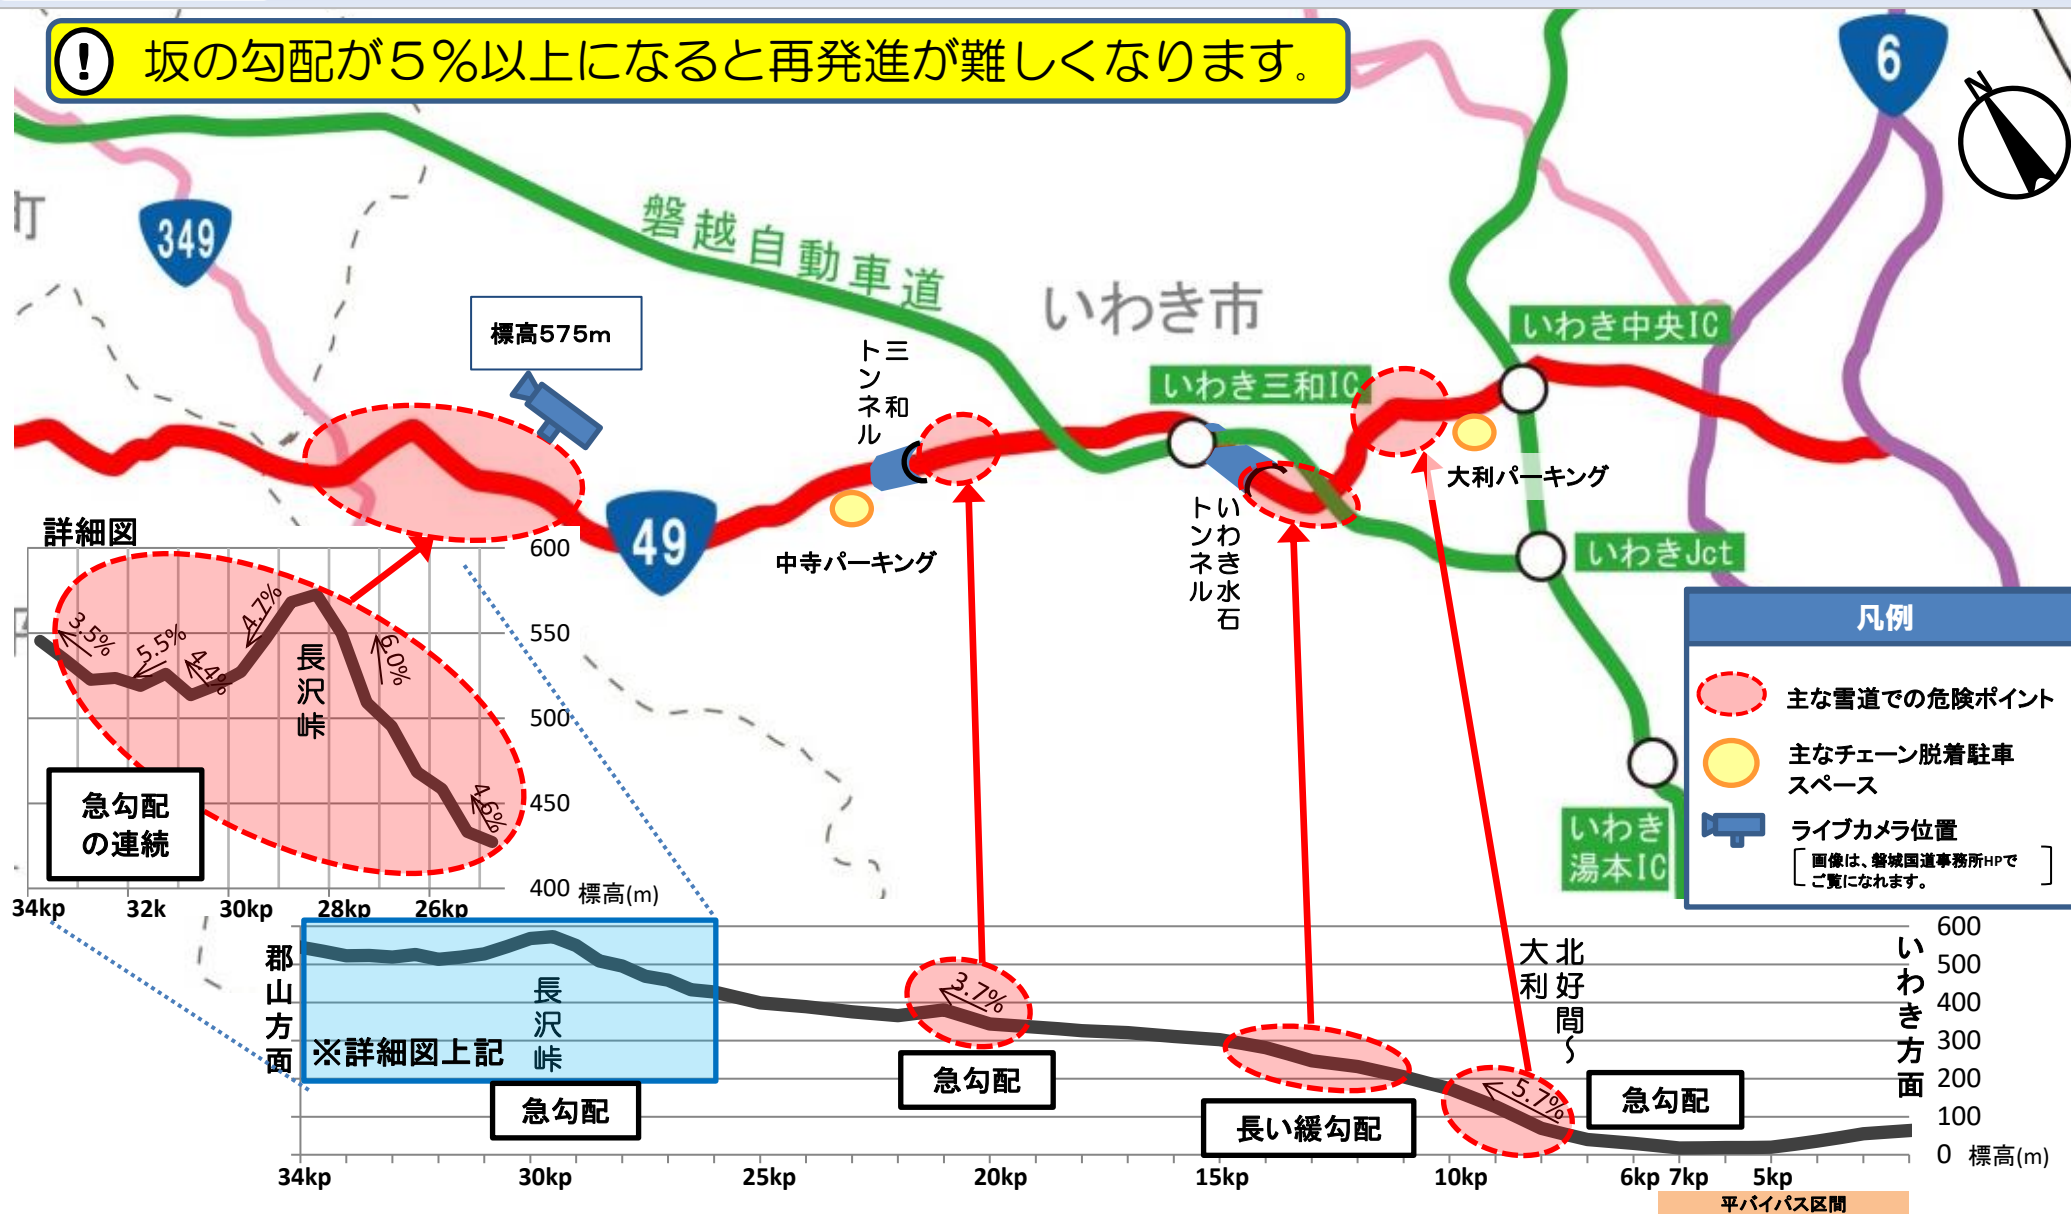 ! 坂の勾配が５％以上になると再発進が難しくなります。
6
N
町
349
磐越自動車道
いわき市
標高575m
三和トンネル
いわき中央IC
いわき三和IC
大利パーキング
49
中寺パーキング
いわき水石トンネル
いわきJct
いわき
湯本IC
凡例
主な雪道での危険ポイント
主なチェーン脱着駐車
スペース
ライブカメラ位置
画像は、磐城国道事務所HPで
ご覧になれます。
詳細図
600
550
500
450
400 標高(m)
3.5%
5.5%
4.4%
4.7%
6.0%
4.6%
長沢峠
急勾配
の連続
34kp 32k 30kp 28kp 26kp
郡山方面
長沢峠
※詳細図上記
急勾配
3.7%
急勾配
長い緩勾配
北好間～大利
5.7%
急勾配
いわき方面
600
500
400
300
200
100
0 標高(m)
34kp 30kp 25kp 20kp 15kp 10kp 6kp 7kp 5kp
平バイパス区間